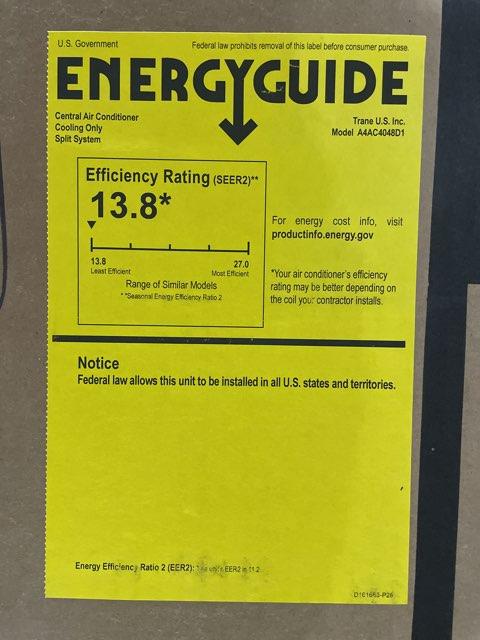 U.S. Government
Federal law prohibits removal of this label before consumer purchase.
ENERGYGUIDE
Central Air Conditioner
Cooling Only
Split System
Trane U.S. Inc.
Model A4AC4048D1
Efficiency Rating (SEER2)**
13.8*
13.8
Least Efficient
27.0
Most Efficient
Range of Similar Models
**Seasonal Energy Efficiency Ratio 2
For energy cost info, visit
productinfo.energy.gov
*Your air conditioner's efficiency
rating may be better depending on
the coil your contractor installs.
Notice
Federal law allows this unit to be installed in all U.S. states and territories.
Energy Efficiency Ratio 2 (EER2): EER2 is 11.2